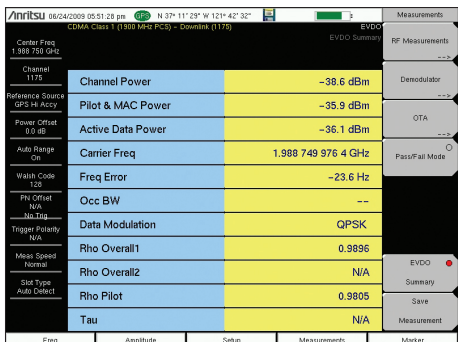 Anritsu 06/24/2009 05:51:28 pm GPS N 37° 11' 29" W 121° 42' 32" Measurements
CDMA Class 1 (1900 MHz PCS) - Downlink (1175) EVDO
EVDO Summary
Center Freq
1.988 750 GHz
Channel
1175
Reference Source
GPS Hi Accy
Power Offset
0.0 dB
Auto Range
On
Walsh Code
128
PN Offset
N/A
No Trig
Trigger Polarity
N/A
Meas Speed
Normal
Slot Type
Auto Detect
Channel Power -38.6 dBm
Pilot & MAC Power -35.9 dBm
Active Data Power -36.1 dBm
Carrier Freq 1.988 749 976 4 GHz
Freq Error -23.6 Hz
Occ BW --
Data Modulation QPSK
Rho Overall1 0.9896
Rho Overall2 N/A
Rho Pilot 0.9805
Tau N/A
RF Measurements
-->
Demodulator
-->
OTA
-->
Pass/Fail Mode
EVDO
Summary
Save
Measurement
Freq Amplitude Setup Measurements Marker